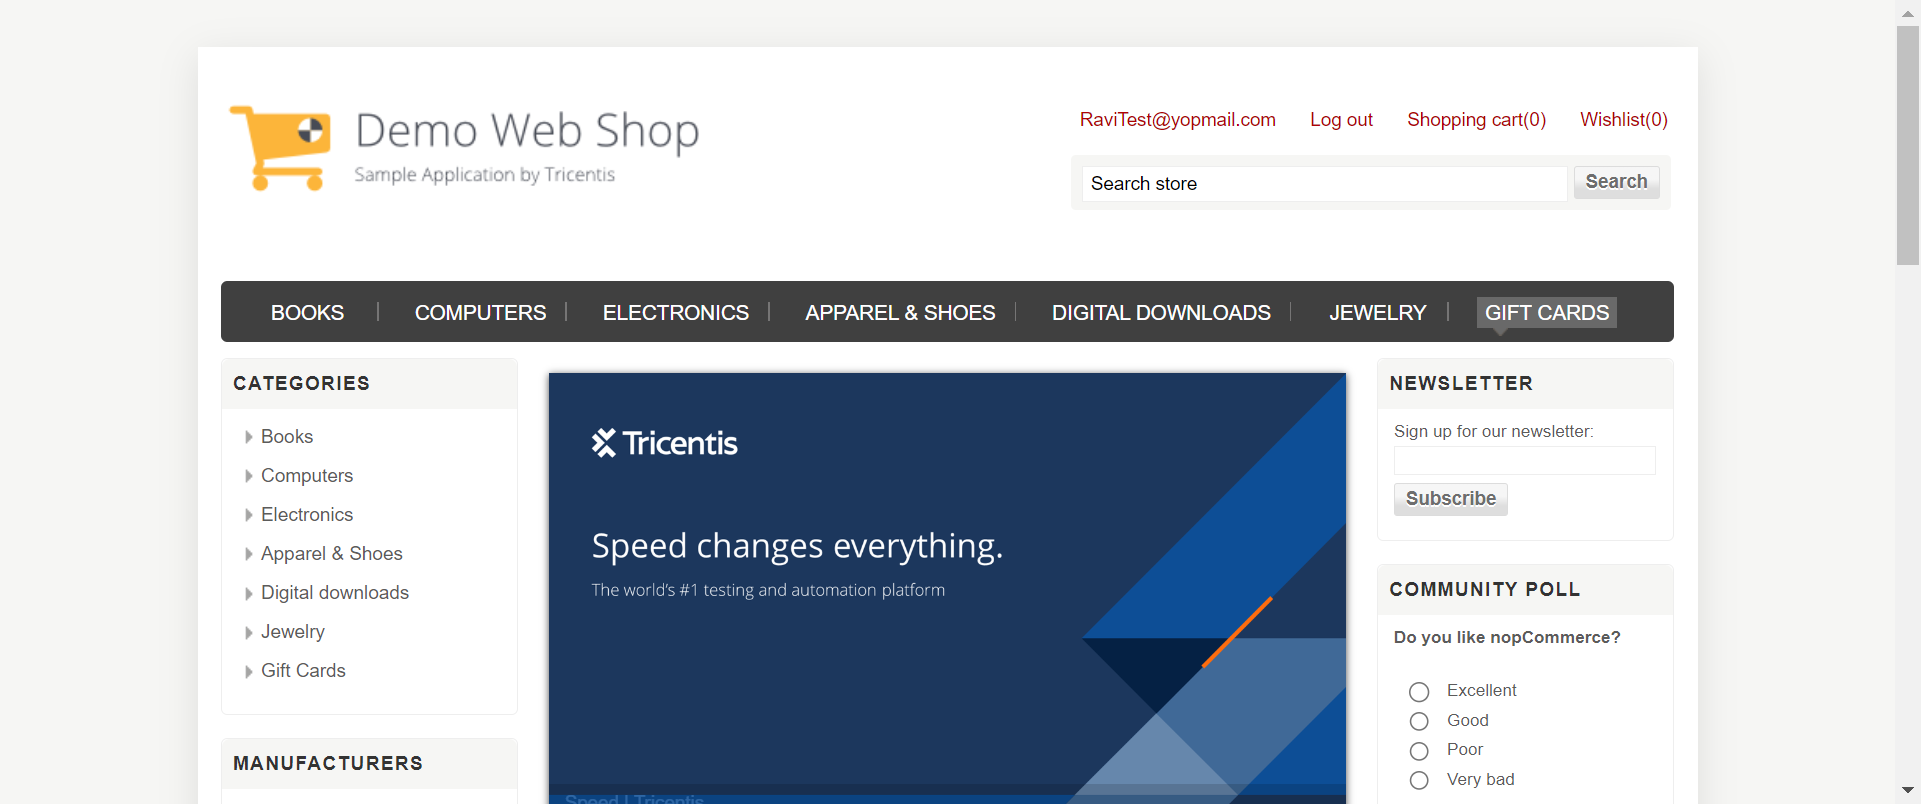 Demo Web Shop
Sample Application by Tricentis
RaviTest@yopmail.com Log out Shopping cart(0) Wishlist(0)
Search store Search
BOOKS COMPUTERS ELECTRONICS APPAREL & SHOES DIGITAL DOWNLOADS JEWELRY GIFT CARDS
CATEGORIES
Books
Computers
Electronics
Apparel & Shoes
Digital downloads
Jewelry
Gift Cards
MANUFACTURERS
Tricentis
Speed changes everything.
The world's #1 testing and automation platform
Speed | Tricentis
NEWSLETTER
Sign up for our newsletter:
Subscribe
COMMUNITY POLL
Do you like nopCommerce?
Excellent
Good
Poor
Very bad